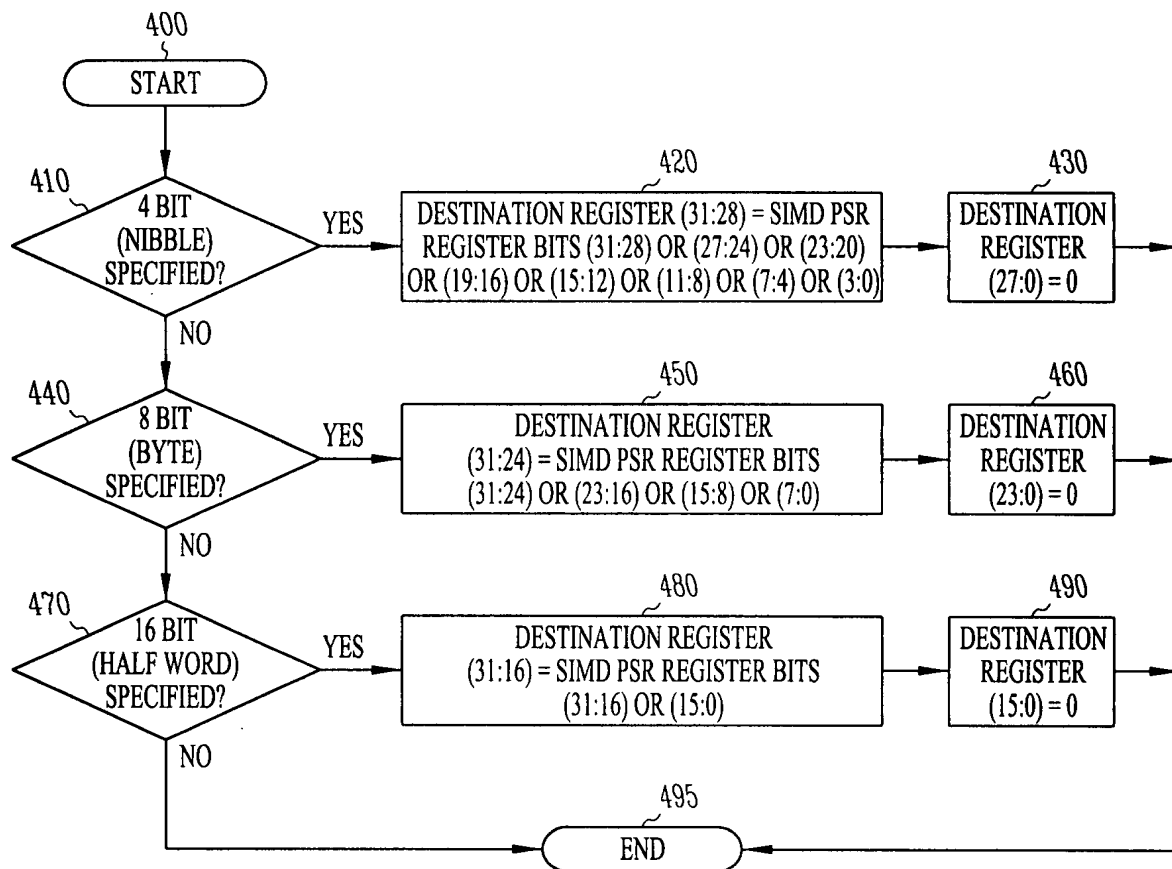 400
START
410
4 BIT
(NIBBLE)
SPECIFIED?
YES
NO
420
DESTINATION REGISTER (31:28) = SIMD PSR
REGISTER BITS (31:28) OR (27:24) OR (23:20)
OR (19:16) OR (15:12) OR (11:8) OR (7:4) OR (3:0)
430
DESTINATION
REGISTER
(27:0) = 0
440
8 BIT
(BYTE)
SPECIFIED?
YES
NO
450
DESTINATION REGISTER
(31:24) = SIMD PSR REGISTER BITS
(31:24) OR (23:16) OR (15:8) OR (7:0)
460
DESTINATION
REGISTER
(23:0) = 0
470
16 BIT
(HALF WORD)
SPECIFIED?
YES
NO
480
DESTINATION REGISTER
(31:16) = SIMD PSR REGISTER BITS
(31:16) OR (15:0)
490
DESTINATION
REGISTER
(15:0) = 0
495
END